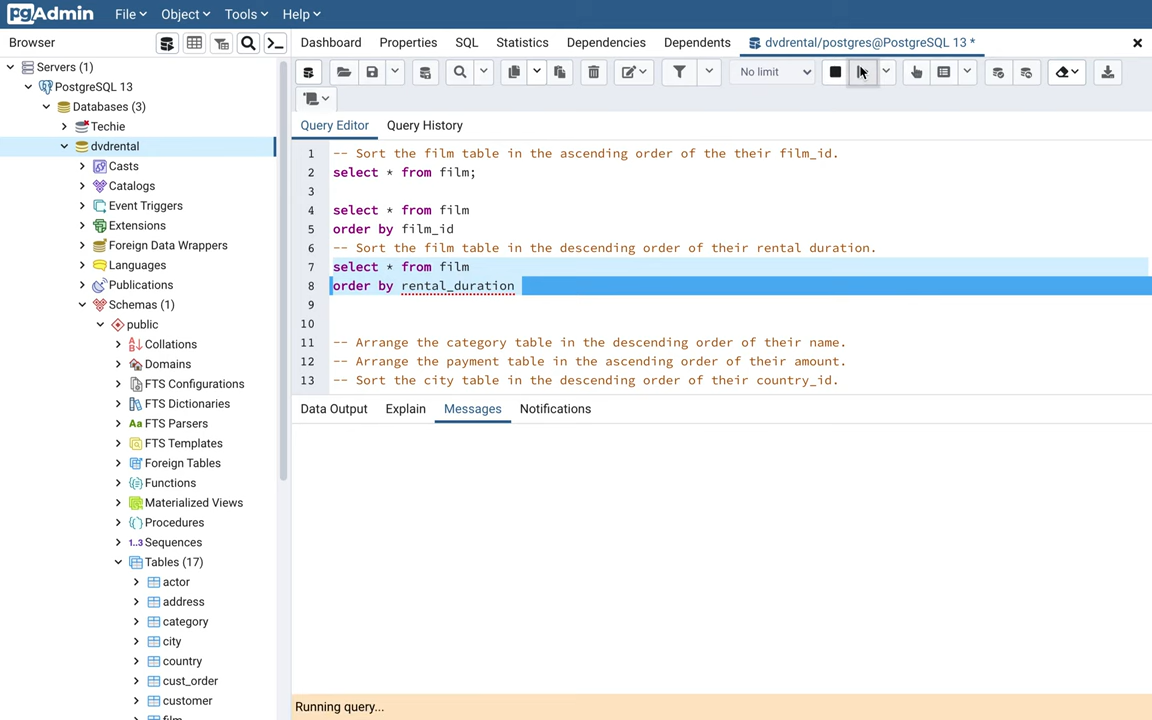 pgAdmin File Object Tools Help
Browser
Dashboard Properties SQL Statistics Dependencies Dependents dvdrental/postgres@PostgreSQL 13 *
No limit
Servers (1)
PostgreSQL 13
Databases (3)
Techie
dvdrental
Casts
Catalogs
Event Triggers
Extensions
Foreign Data Wrappers
Languages
Publications
Schemas (1)
public
Collations
Domains
FTS Configurations
FTS Dictionaries
Aa FTS Parsers
FTS Templates
Foreign Tables
Functions
Materialized Views
Procedures
1..3 Sequences
Tables (17)
actor
address
category
city
country
cust_order
customer
film
Query Editor Query History
1 -- Sort the film table in the ascending order of the their film_id.
2 select * from film;
3
4 select * from film
5 order by film_id
6 -- Sort the film table in the descending order of their rental duration.
7 select * from film
8 order by rental_duration
9
10
11 -- Arrange the category table in the descending order of their name.
12 -- Arrange the payment table in the ascending order of their amount.
13 -- Sort the city table in the descending order of their country_id.
Data Output Explain Messages Notifications
Running query...